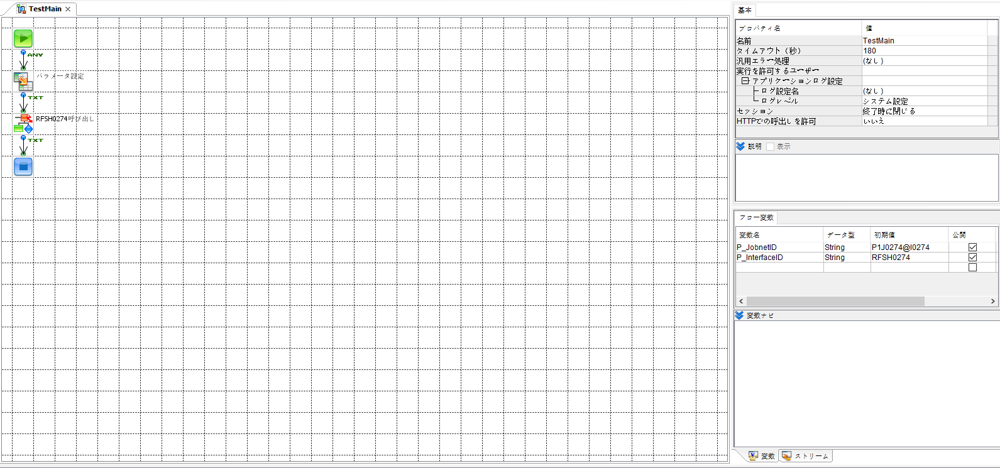 TestMain
ANY
パラメータ設定
TXT
RFSH0274呼び出し
TXT
基本
プロパティ名 値
名前 TestMain
タイムアウト（秒） 180
汎用エラー処理 (なし)
実行を許可するユーザー
アプリケーションログ設定
ログ設定名 (なし)
ログレベル システム設定
セッション 終了時に閉じる
HTTPでの呼出しを許可 いいえ
説明 表示
フロー変数
変数名 データ型 初期値 公開
P_JobnetID String P1J0274@I0274
P_InterfaceID String RFSH0274
変数ナビ
変数 ストリーム